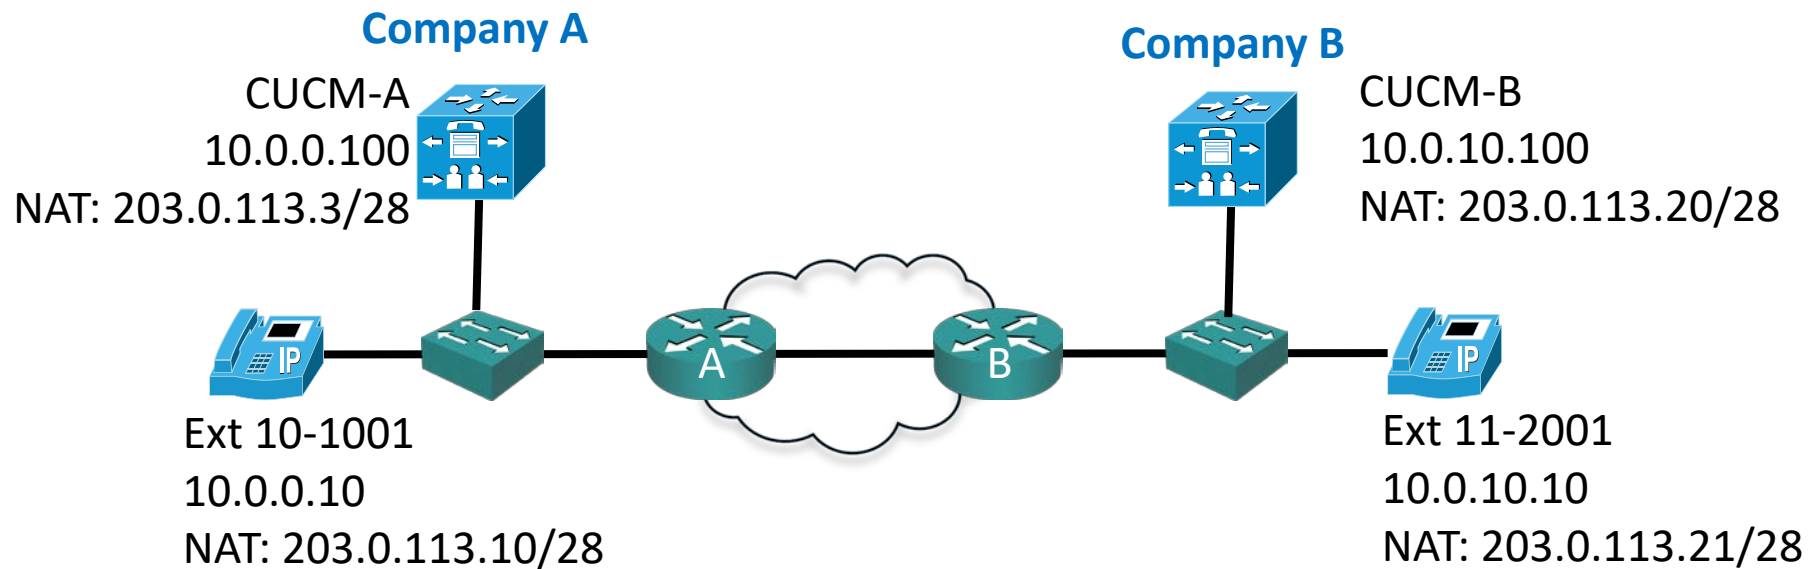 Company A
Company B
CUCM-A
10.0.0.100
NAT: 203.0.113.3/28
CUCM-B
10.0.10.100
NAT: 203.0.113.20/28
IP
A
B
IP
Ext 10-1001
10.0.0.10
NAT: 203.0.113.10/28
Ext 11-2001
10.0.10.10
NAT: 203.0.113.21/28